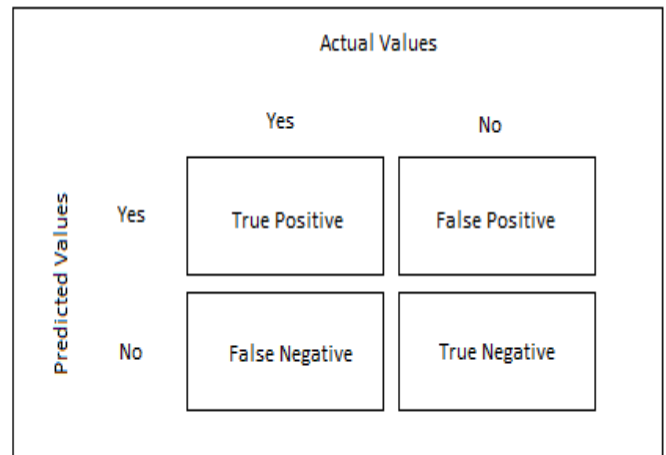 Actual Values
Yes No
Predicted Values
Yes True Positive False Positive
No False Negative True Negative